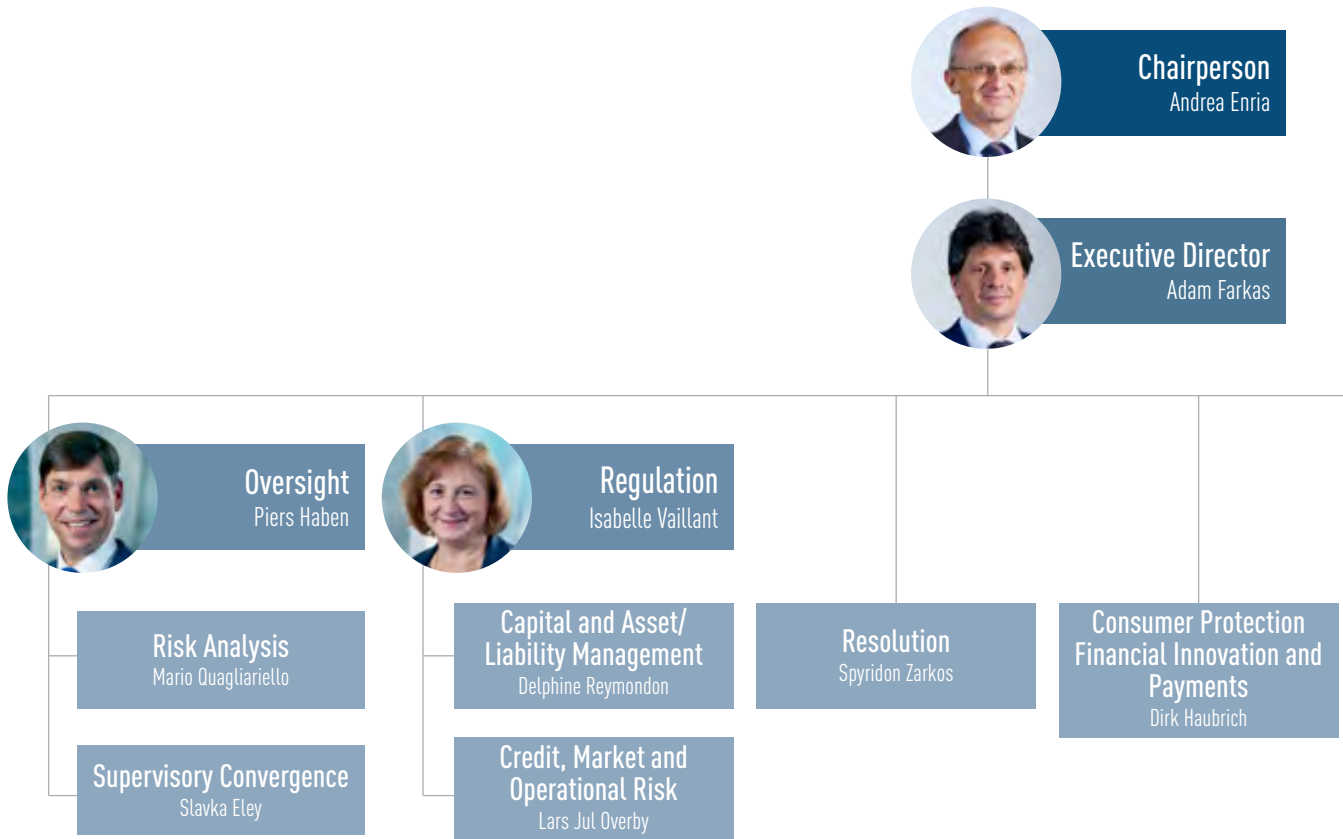 Chairperson
Andrea Enria
Executive Director
Adam Farkas
Oversight
Piers Haben
Regulation
Isabelle Vaillant
Risk Analysis
Mario Quagliariello
Capital and Asset/
Liability Management
Delphine Reymondon
Resolution
Spyridon Zarkos
Consumer Protection
Financial Innovation and
Payments
Dirk Haubrich
Supervisory Convergence
Slavka Eley
Credit, Market and
Operational Risk
Lars Jul Overby